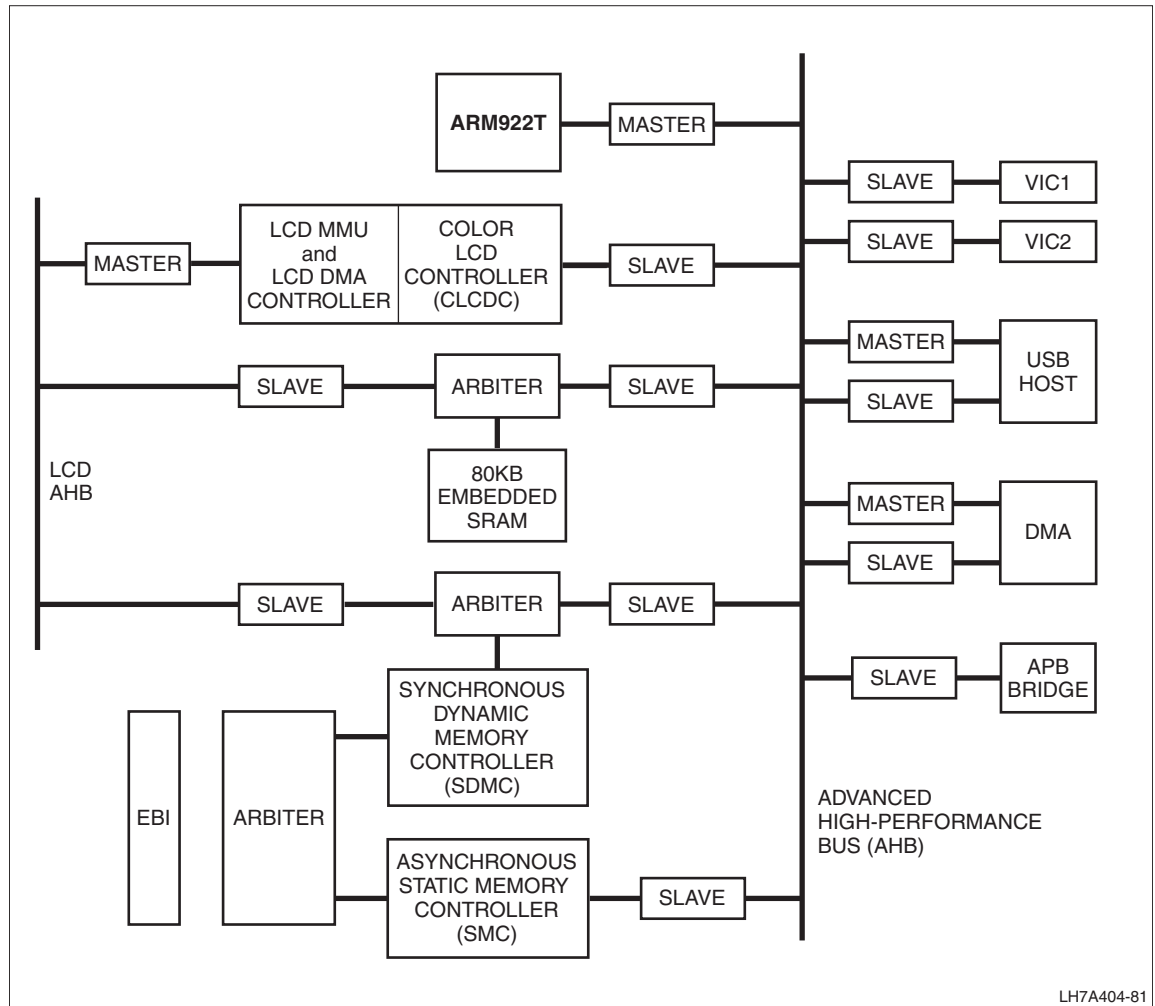 ARM922T
MASTER
SLAVE
VIC1
SLAVE
VIC2
MASTER
LCD MMU
and
LCD DMA
CONTROLLER
COLOR
LCD
CONTROLLER
(CLCDC)
SLAVE
MASTER
SLAVE
USB
HOST
SLAVE
ARBITER
SLAVE
80KB
EMBEDDED
SRAM
LCD
AHB
MASTER
SLAVE
DMA
SLAVE
ARBITER
SLAVE
SLAVE
APB
BRIDGE
SYNCHRONOUS
DYNAMIC
MEMORY
CONTROLLER
(SDMC)
EBI
ARBITER
ADVANCED
HIGH-PERFORMANCE
BUS (AHB)
ASYNCHRONOUS
STATIC MEMORY
CONTROLLER
(SMC)
SLAVE
LH7A404-81